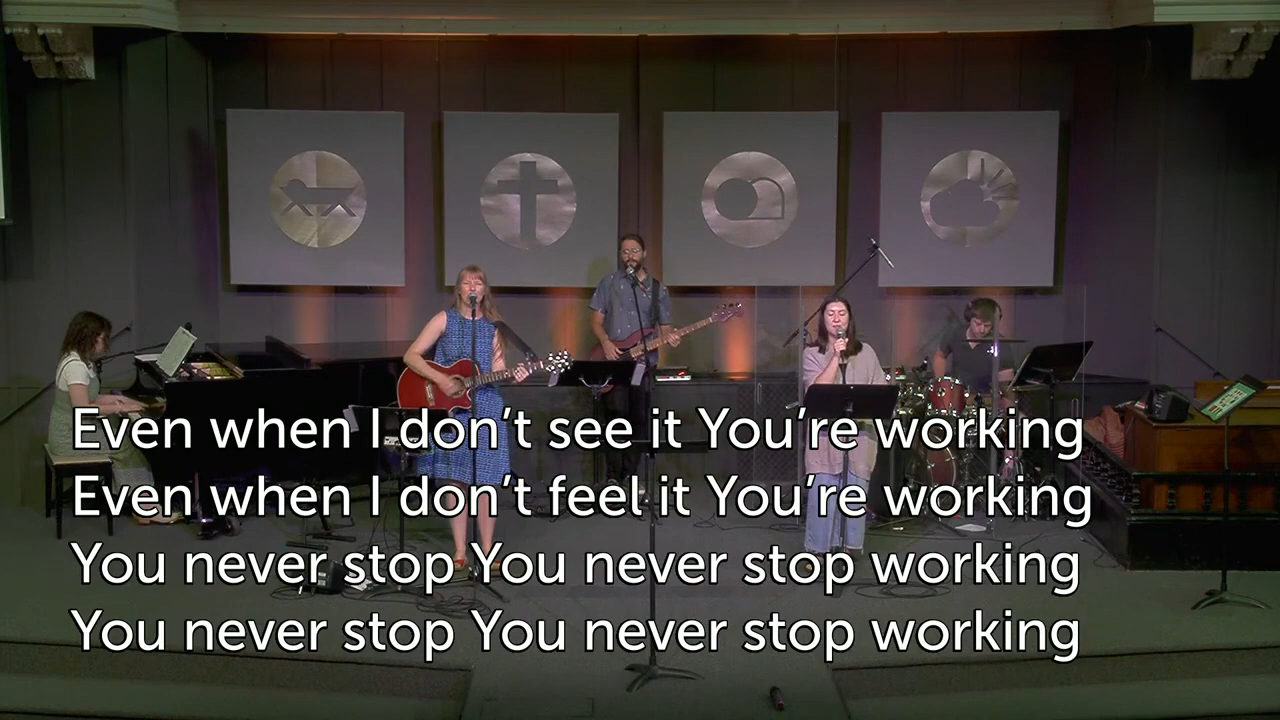 Even when I don’t see it You’re working
Even when I don’t feel it You’re working
You never stop You never stop working
You never stop You never stop working